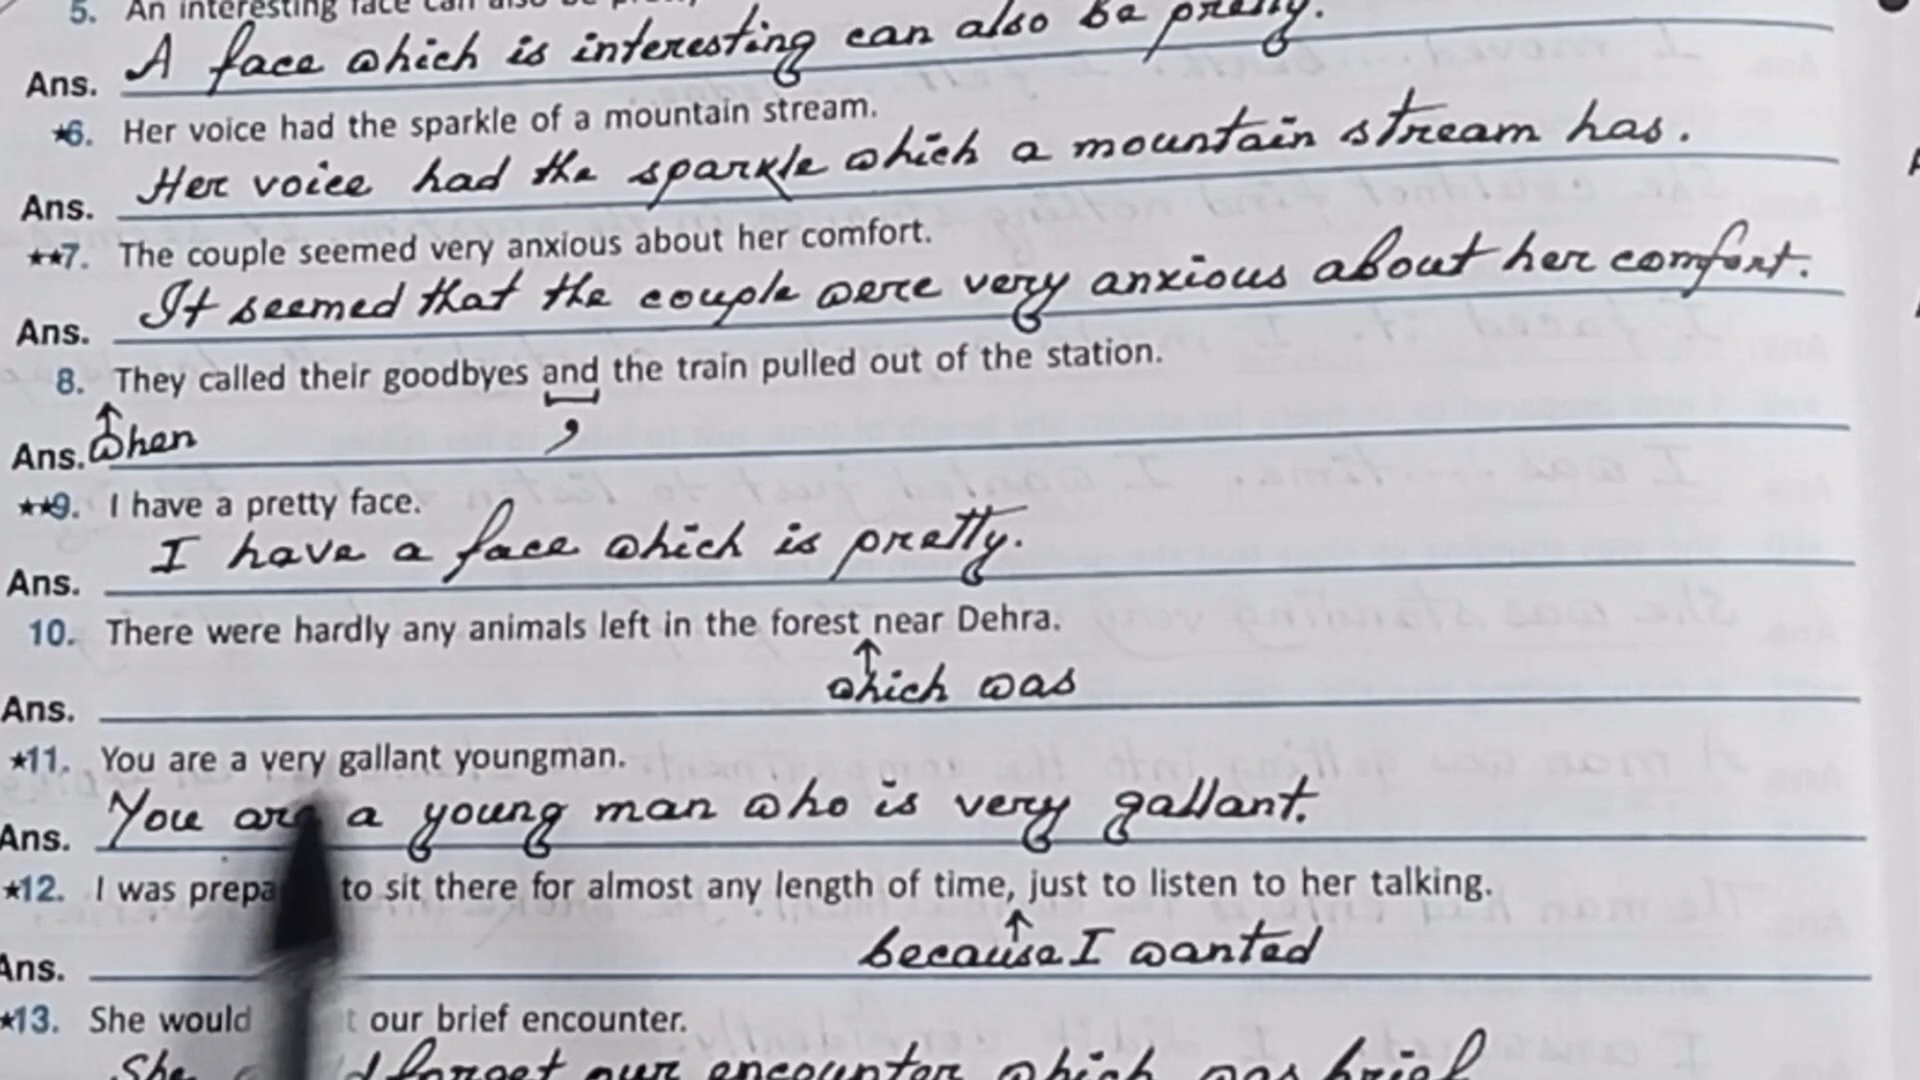 5. An interesting face can also be
A face which is interesting can also be pretty.
Ans.
★6. Her voice had the sparkle of a mountain stream.
Her voice had the sparkle which a mountain stream has.
Ans.
★★7. The couple seemed very anxious about her comfort.
It seemed that the couple were very anxious about her comfort.
Ans.
8. They called their goodbyes and the train pulled out of the station.
Ans. When ,
★★9. I have a pretty face.
I have a face which is pretty.
Ans.
10. There were hardly any animals left in the forest near Dehra.
which was
Ans.
★11. You are a very gallant youngman.
You are a young man who is very gallant.
Ans.
★12. I was prepa to sit there for almost any length of time, just to listen to her talking.
because I wanted
Ans.
★13. She would t our brief encounter.
She forget our encounter which was brief